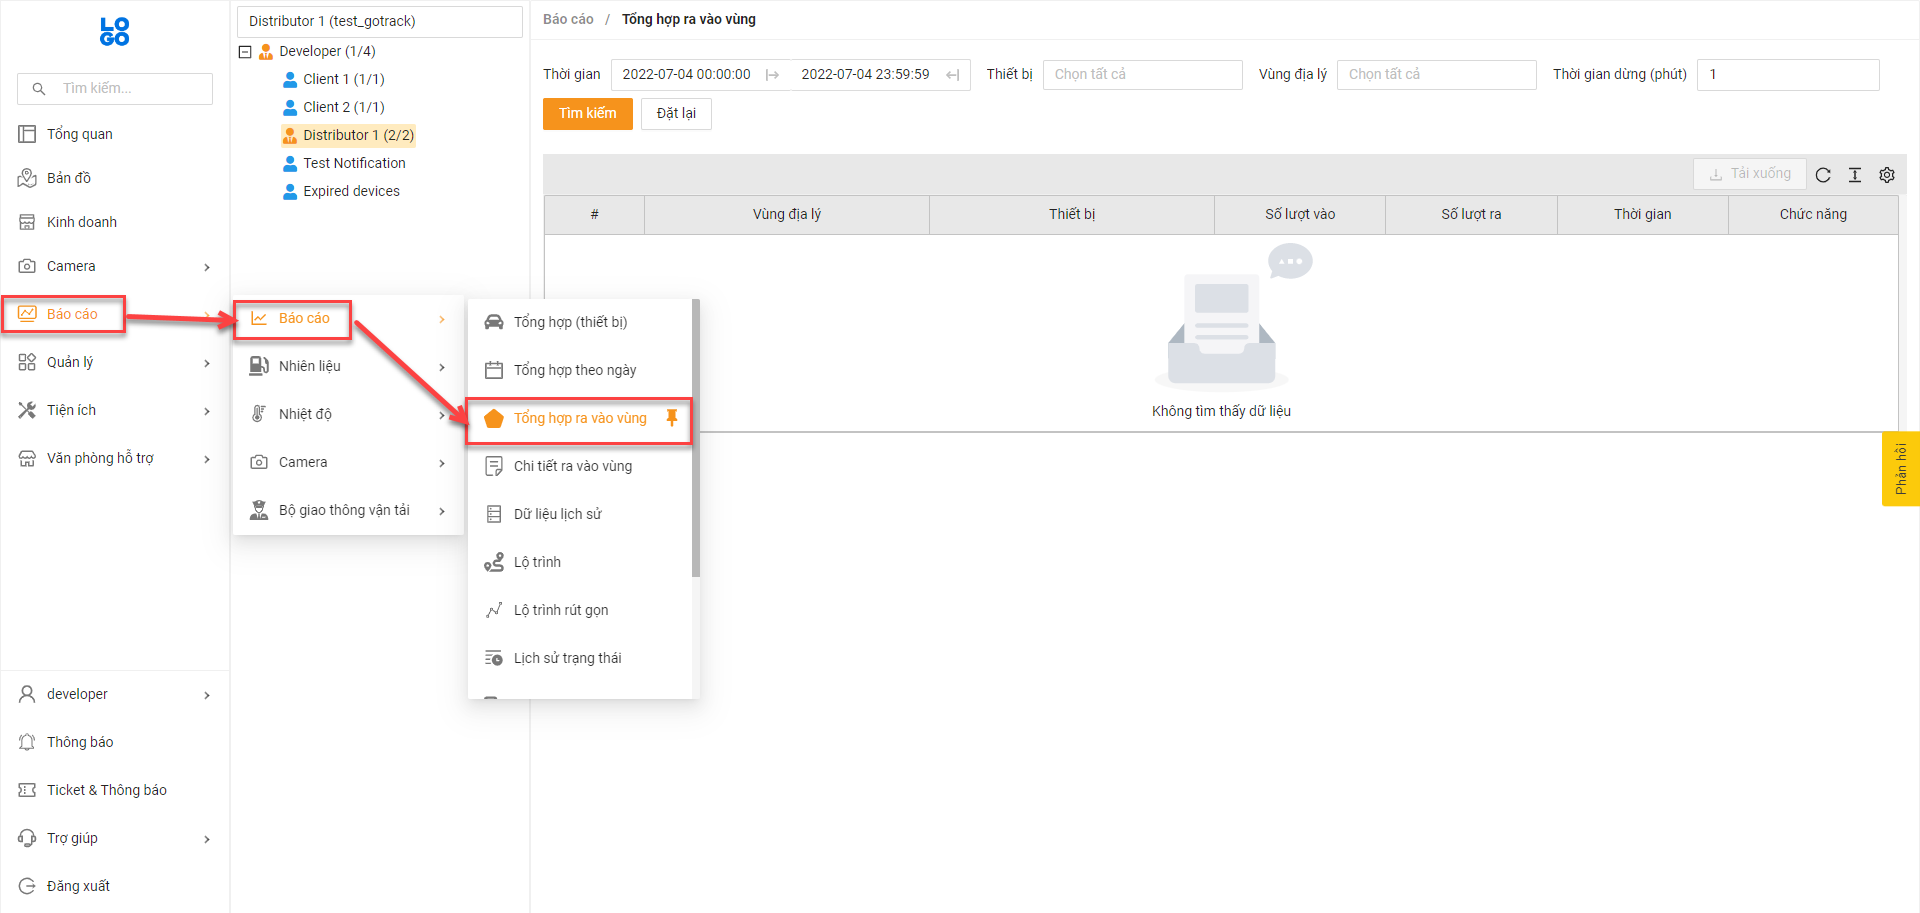 LO
GO
Tìm kiếm...
Tổng quan
Bản đồ
Kinh doanh
Camera
Báo cáo
Quản lý
Tiện ích
Văn phòng hỗ trợ
developer
Thông báo
Ticket & Thông báo
Trợ giúp
Đăng xuất
Distributor 1 (test_gotrack)
Developer (1/4)
Client 1 (1/1)
Client 2 (1/1)
Distributor 1 (2/2)
Test Notification
Expired devices
Báo cáo
Nhiên liệu
Nhiệt độ
Camera
Bộ giao thông vận tải
Tổng hợp (thiết bị)
Tổng hợp theo ngày
Tổng hợp ra vào vùng
Chi tiết ra vào vùng
Dữ liệu lịch sử
Lộ trình
Lộ trình rút gọn
Lịch sử trạng thái
Báo cáo / Tổng hợp ra vào vùng
Thời gian 2022-07-04 00:00:00 2022-07-04 23:59:59 Thiết bị Chọn tất cả Vùng địa lý Chọn tất cả Thời gian dừng (phút) 1
Tìm kiếm Đặt lại
Tải xuống
# Vùng địa lý Thiết bị Số lượt vào Số lượt ra Thời gian Chức năng
Không tìm thấy dữ liệu
Phản hồi